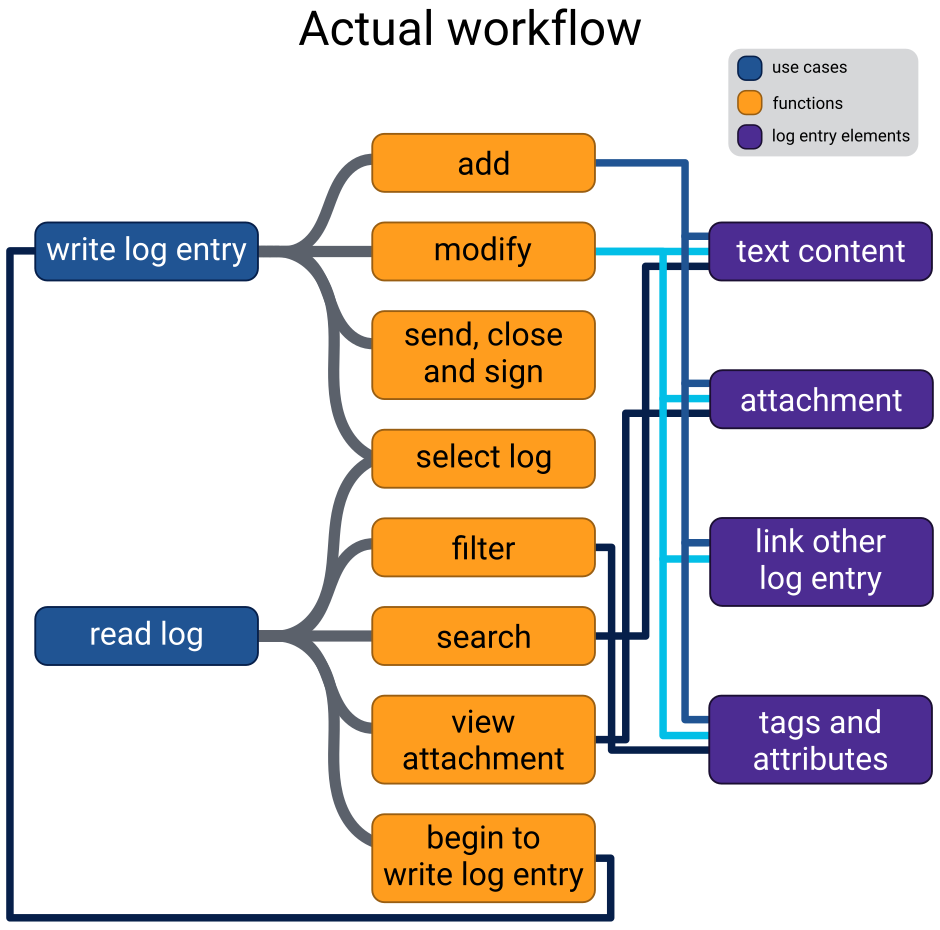 Actual workflow
use cases
functions
log entry elements
add
write log entry
modify
text content
send, close
and sign
attachment
select log
filter
link other
log entry
read log
search
view
attachment
tags and
attributes
begin to
write log entry